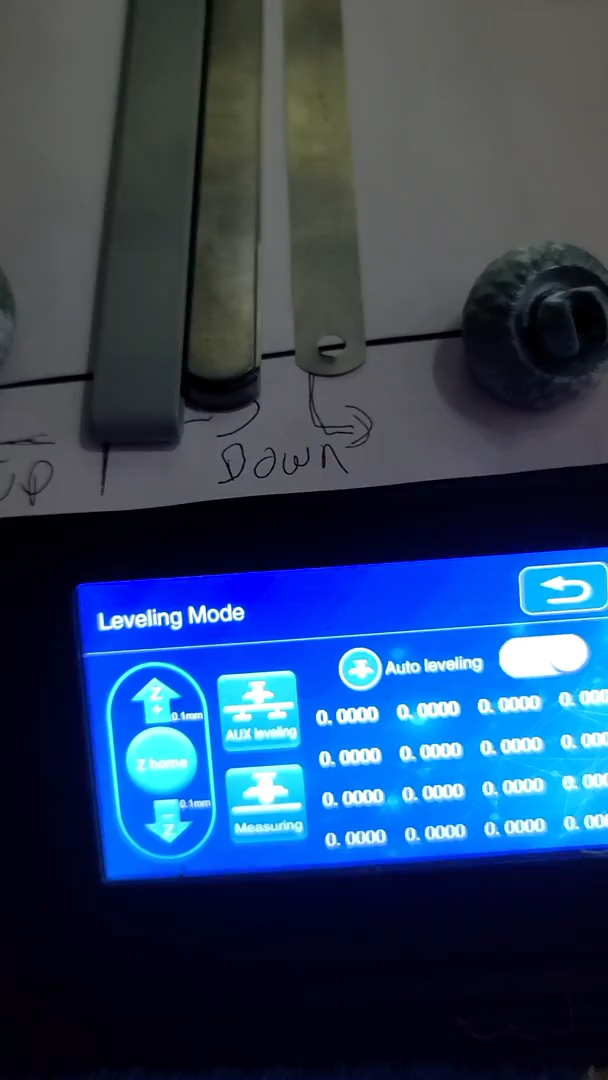 UP
Down
Leveling Mode
Z
+
0.1mm
Z home
0.1mm
Z
-
AUX leveling
Measuring
Auto leveling
0.0000 0.0000 0.0000
0.0000 0.0000 0.0000
0.0000 0.0000 0.0000
0.0000 0.0000 0.0000